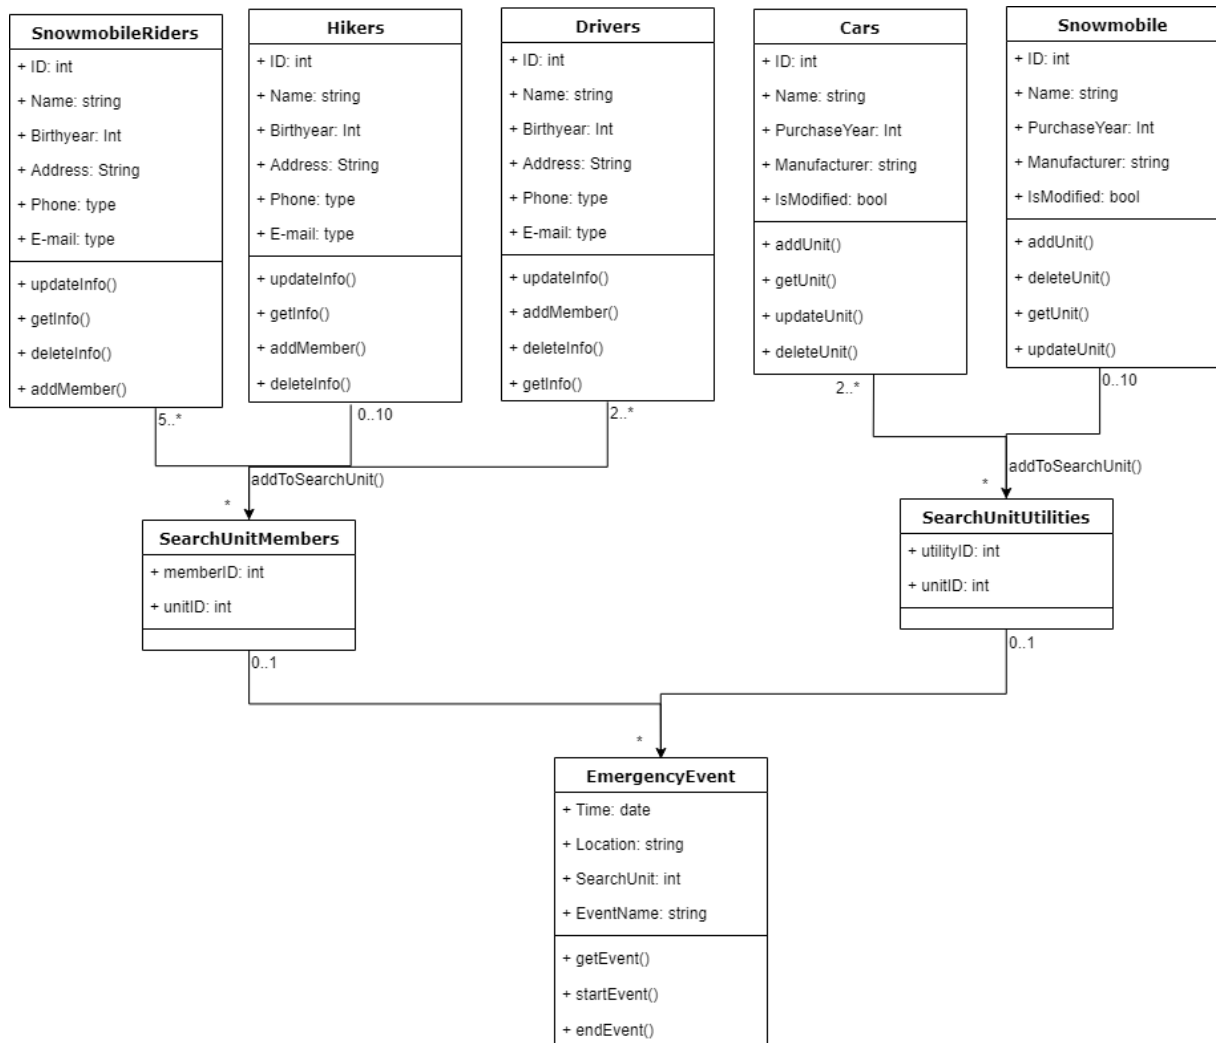 SnowmobileRiders
+ ID: int
+ Name: string
+ Birthyear: Int
+ Address: String
+ Phone: type
+ E-mail: type
+ updateInfo()
+ getInfo()
+ deleteInfo()
+ addMember()
5..*
Hikers
+ ID: int
+ Name: string
+ Birthyear: Int
+ Address: String
+ Phone: type
+ E-mail: type
+ updateInfo()
+ getInfo()
+ addMember()
+ deleteInfo()
0..10
Drivers
+ ID: int
+ Name: string
+ Birthyear: Int
+ Address: String
+ Phone: type
+ E-mail: type
+ updateInfo()
+ addMember()
+ deleteInfo()
+ getInfo()
2..*
Cars
+ ID: int
+ Name: string
+ PurchaseYear: Int
+ Manufacturer: string
+ IsModified: bool
+ addUnit()
+ getUnit()
+ updateUnit()
+ deleteUnit()
2..*
Snowmobile
+ ID: int
+ Name: string
+ PurchaseYear: Int
+ Manufacturer: string
+ IsModified: bool
+ addUnit()
+ deleteUnit()
+ getUnit()
+ updateUnit()
0..10
addToSearchUnit()
*
SearchUnitMembers
+ memberID: int
+ unitID: int
0..1
addToSearchUnit()
*
SearchUnitUtilities
+ utilityID: int
+ unitID: int
0..1
*
EmergencyEvent
+ Time: date
+ Location: string
+ SearchUnit: int
+ EventName: string
+ getEvent()
+ startEvent()
+ endEvent()